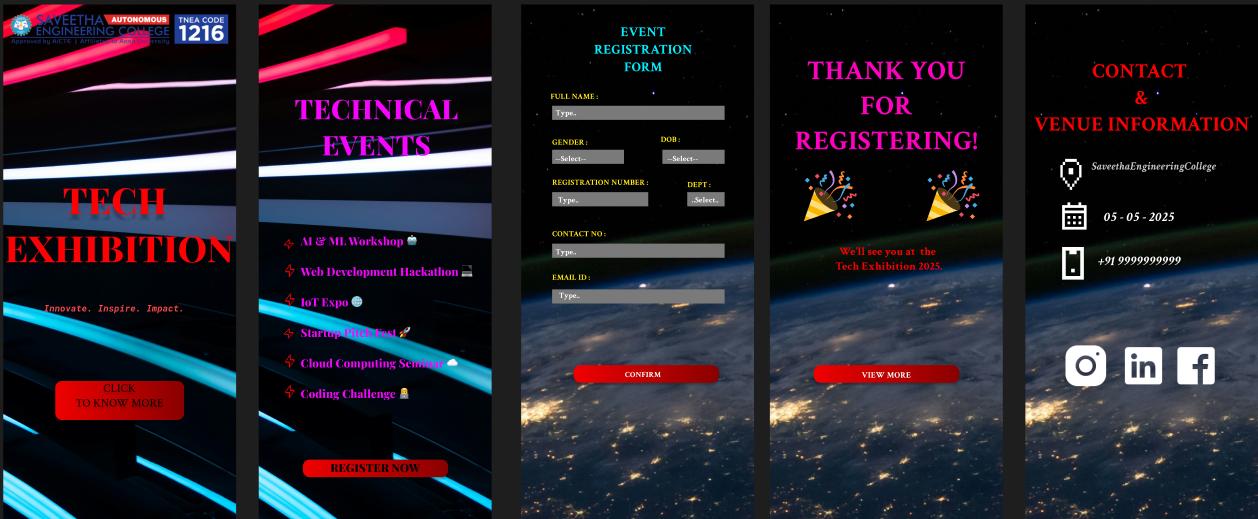 SAVEETHA AUTONOMOUS
ENGINEERING COLLEGE
Approved by AICTE | Affiliated to Anna University
TNEA CODE
1216
TECH
EXHIBITION
Innovate. Inspire. Impact.
CLICK
TO KNOW MORE
TECHNICAL
EVENTS
AI & ML Workshop 🤖
Web Development Hackathon 💻
IoT Expo 🌐
Startup Pitch Fest 🚀
Cloud Computing Seminar ☁️
Coding Challenge 👩‍💻
REGISTER NOW
EVENT
REGISTRATION
FORM
FULL NAME :
Type..
GENDER :
--Select--
DOB :
--Select--
REGISTRATION NUMBER :
Type..
DEPT :
..Select..
CONTACT NO :
Type..
EMAIL ID :
Type..
CONFIRM
THANK YOU
FOR
REGISTERING!
We'll see you at the
Tech Exhibition 2025.
VIEW MORE
CONTACT
&
VENUE INFORMATION
SaveethaEngineeringCollege
05 - 05 - 2025
+91 9999999999
in